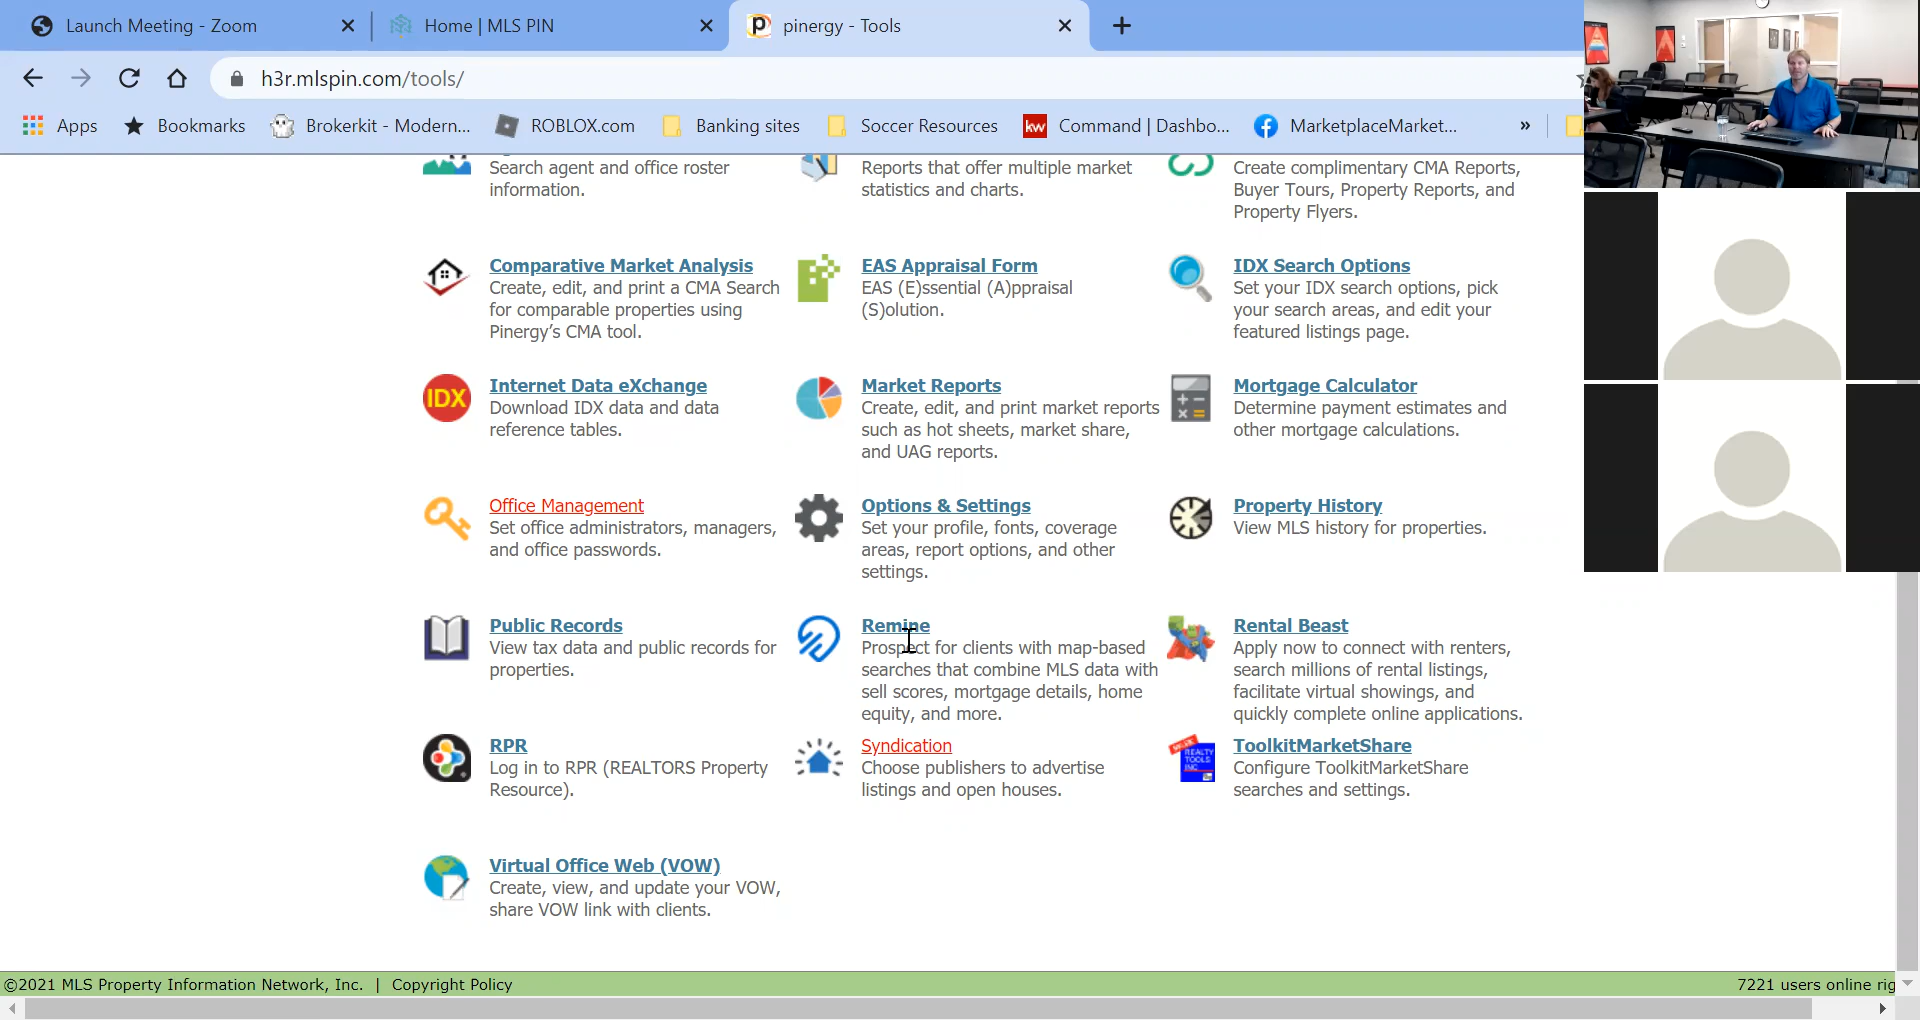 Launch Meeting - Zoom
Home | MLS PIN
pinergy - Tools
h3r.mlspin.com/tools/
Apps
Bookmarks
Brokerkit - Modern...
ROBLOX.com
Banking sites
Soccer Resources
kw
Command | Dashbo...
MarketplaceMarket...
»
Search agent and office roster
information.
Reports that offer multiple market
statistics and charts.
Create complimentary CMA Reports,
Buyer Tours, Property Reports, and
Property Flyers.
Comparative Market Analysis
Create, edit, and print a CMA Search
for comparable properties using
Pinergy's CMA tool.
EAS Appraisal Form
EAS (E)ssential (A)ppraisal
(S)olution.
IDX Search Options
Set your IDX search options, pick
your search areas, and edit your
featured listings page.
IDX
Internet Data eXchange
Download IDX data and data
reference tables.
Market Reports
Create, edit, and print market reports
such as hot sheets, market share,
and UAG reports.
Mortgage Calculator
Determine payment estimates and
other mortgage calculations.
Office Management
Set office administrators, managers,
and office passwords.
Options & Settings
Set your profile, fonts, coverage
areas, report options, and other
settings.
Property History
View MLS history for properties.
Public Records
View tax data and public records for
properties.
Remine
Prospect for clients with map-based
searches that combine MLS data with
sell scores, mortgage details, home
equity, and more.
Rental Beast
Apply now to connect with renters,
search millions of rental listings,
facilitate virtual showings, and
quickly complete online applications.
RPR
Log in to RPR (REALTORS Property
Resource).
Syndication
Choose publishers to advertise
listings and open houses.
REALTY
TOOLS
INC
ToolkitMarketShare
Configure ToolkitMarketShare
searches and settings.
Virtual Office Web (VOW)
Create, view, and update your VOW,
share VOW link with clients.
©2021 MLS Property Information Network, Inc. | Copyright Policy
7221 users online rig